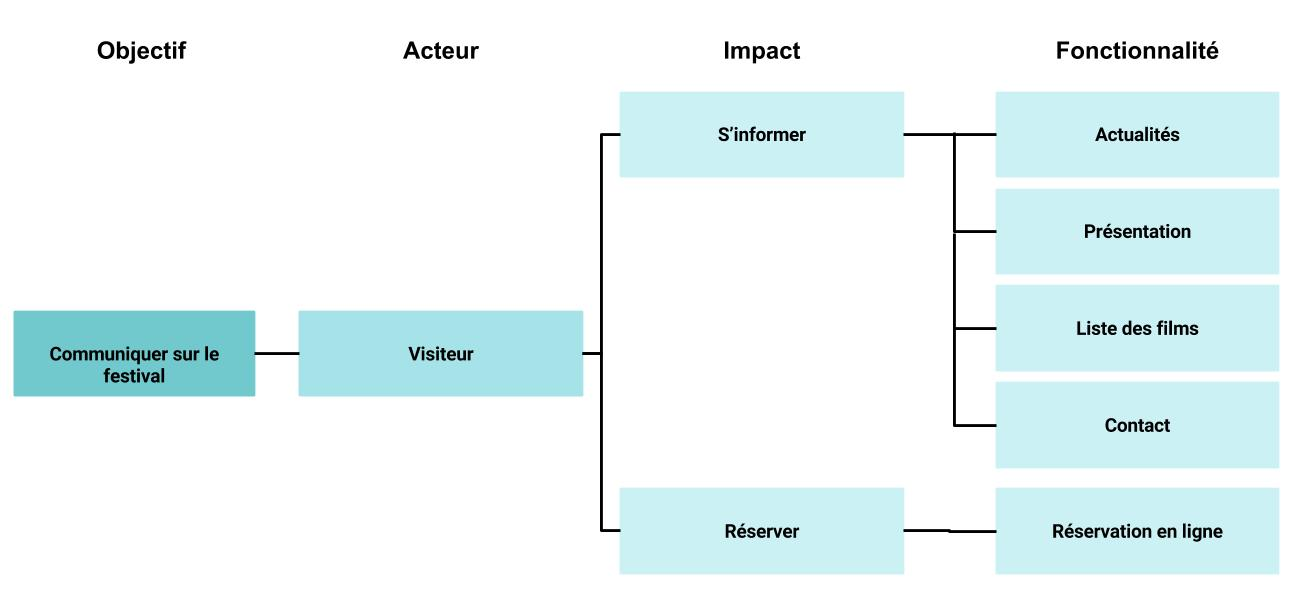 Objectif
Acteur
Impact
Fonctionnalité
S’informer
Actualités
Présentation
Liste des films
Contact
Communiquer sur le
festival
Visiteur
Réserver
Réservation en ligne